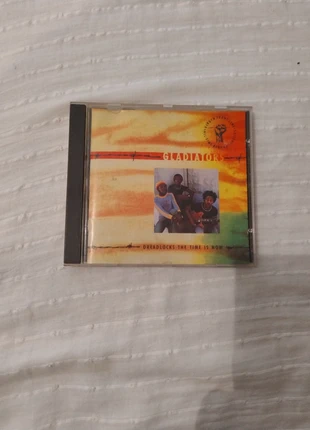 GLADIATORS
DREADLOCKS THE TIME IS NOW